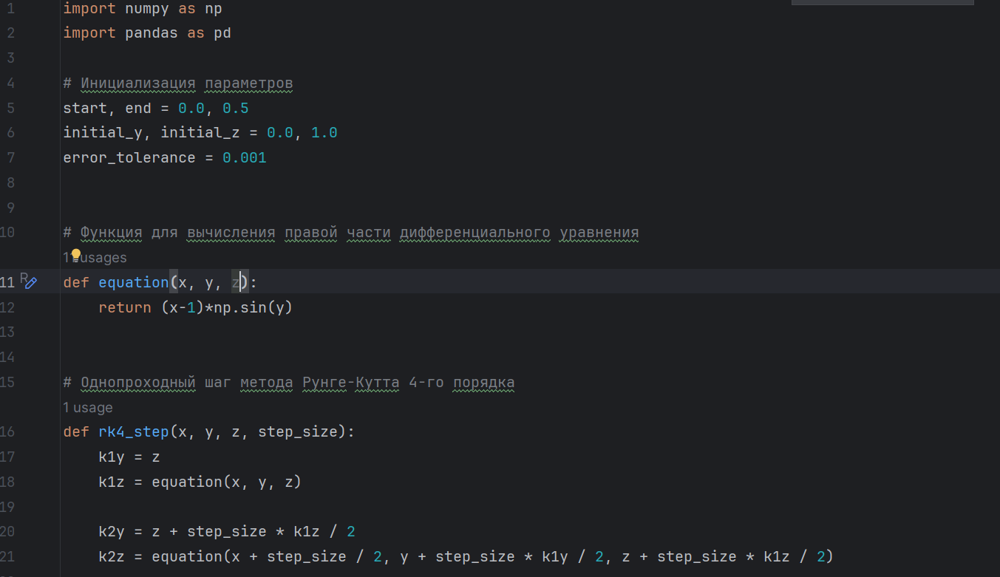 1 import numpy as np
2 import pandas as pd
3
4 # Инициализация параметров
5 start, end = 0.0, 0.5
6 initial_y, initial_z = 0.0, 1.0
7 error_tolerance = 0.001
8
9
10 # Функция для вычисления правой части дифференциального уравнения
usages
11 def equation(x, y, z):
12     return (x-1)*np.sin(y)
13
14
15 # Однопроходный шаг метода Рунге-Кутта 4-го порядка
1 usage
16 def rk4_step(x, y, z, step_size):
17     k1y = z
18     k1z = equation(x, y, z)
19
20     k2y = z + step_size * k1z / 2
21     k2z = equation(x + step_size / 2, y + step_size * k1y / 2, z + step_size * k1z / 2)